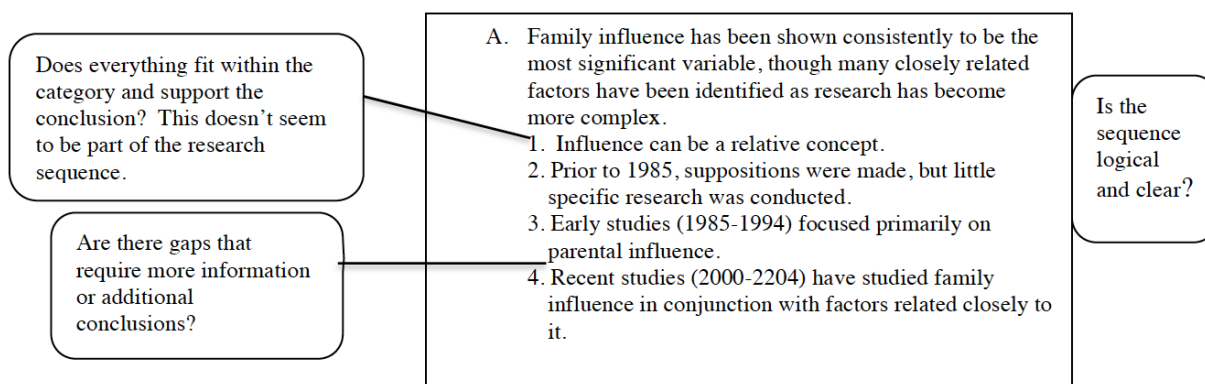 Does everything fit within the
category and support the
conclusion? This doesn't seem
to be part of the research
sequence.
Are there gaps that
require more information
or additional
conclusions?
A. Family influence has been shown consistently to be the
most significant variable, though many closely related
factors have been identified as research has become
more complex.
1. Influence can be a relative concept.
2. Prior to 1985, suppositions were made, but little
specific research was conducted.
3. Early studies (1985-1994) focused primarily on
parental influence.
4. Recent studies (2000-2204) have studied family
influence in conjunction with factors related closely to
it.
Is the
sequence
logical
and clear?